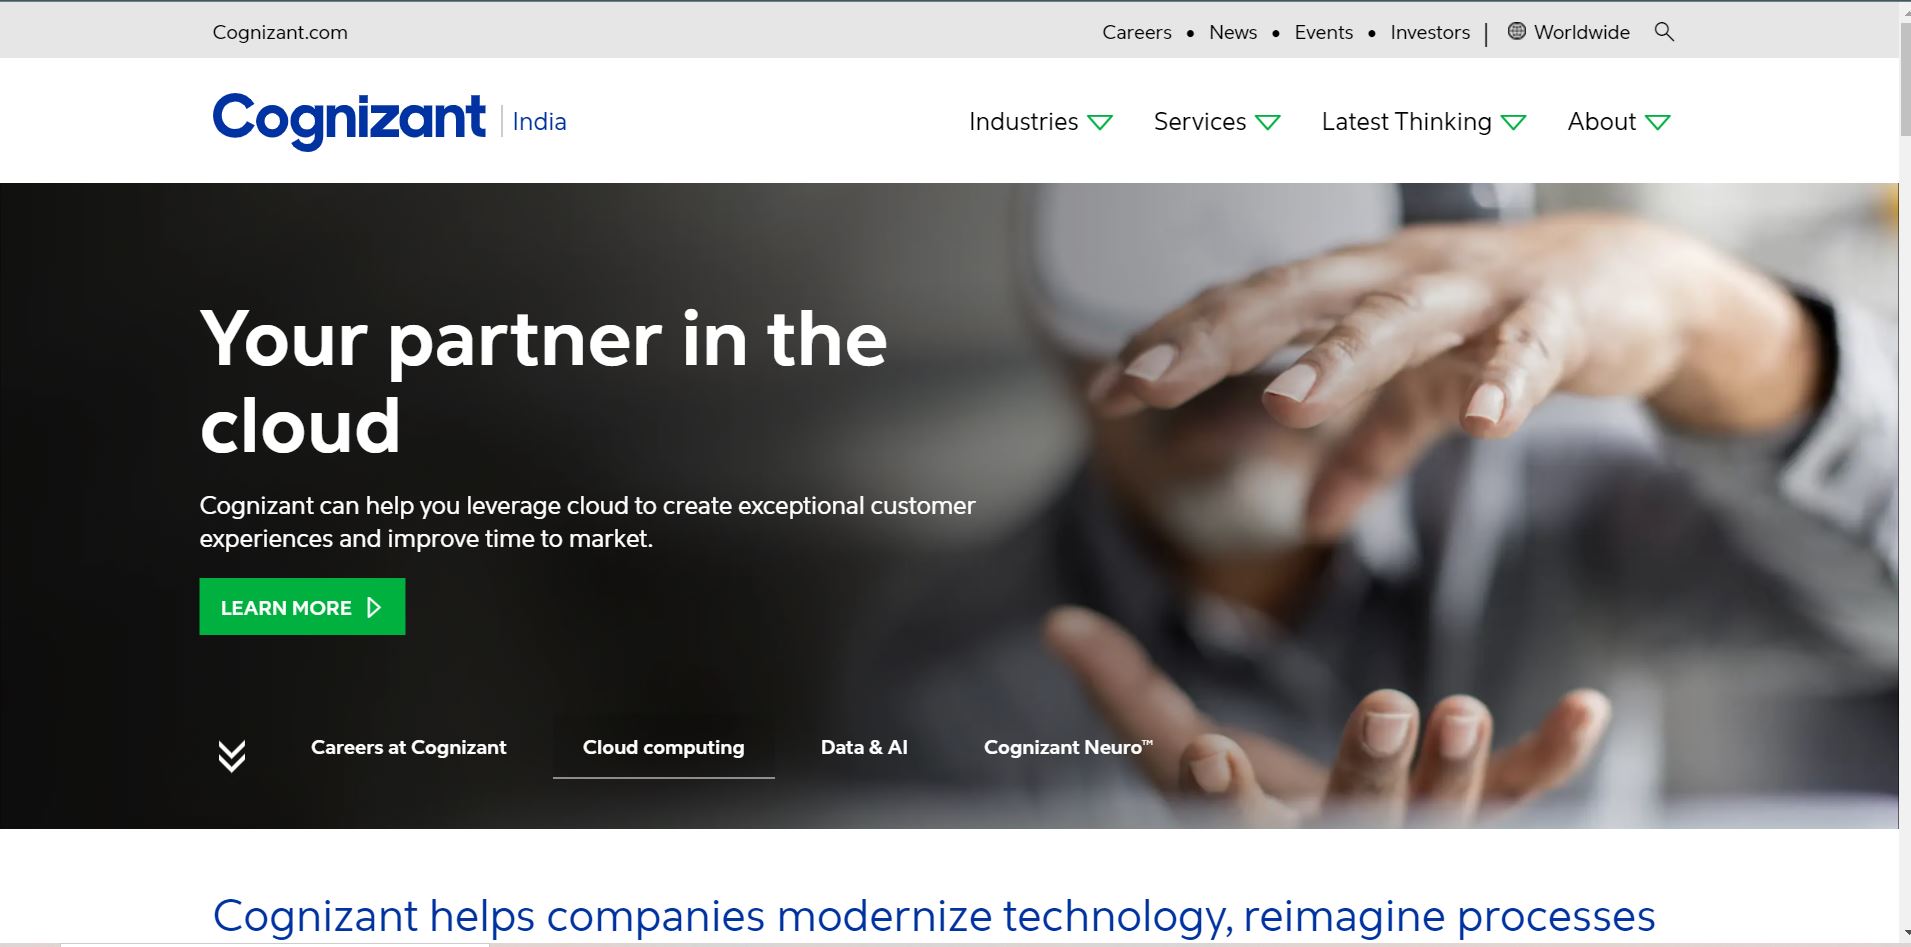 Cognizant.com
Careers • News • Events • Investors | Worldwide
Cognizant | India
Industries Services Latest Thinking About
Your partner in the
cloud
Cognizant can help you leverage cloud to create exceptional customer
experiences and improve time to market.
LEARN MORE
Careers at Cognizant Cloud computing Data & AI Cognizant Neuro™
Cognizant helps companies modernize technology, reimagine processes